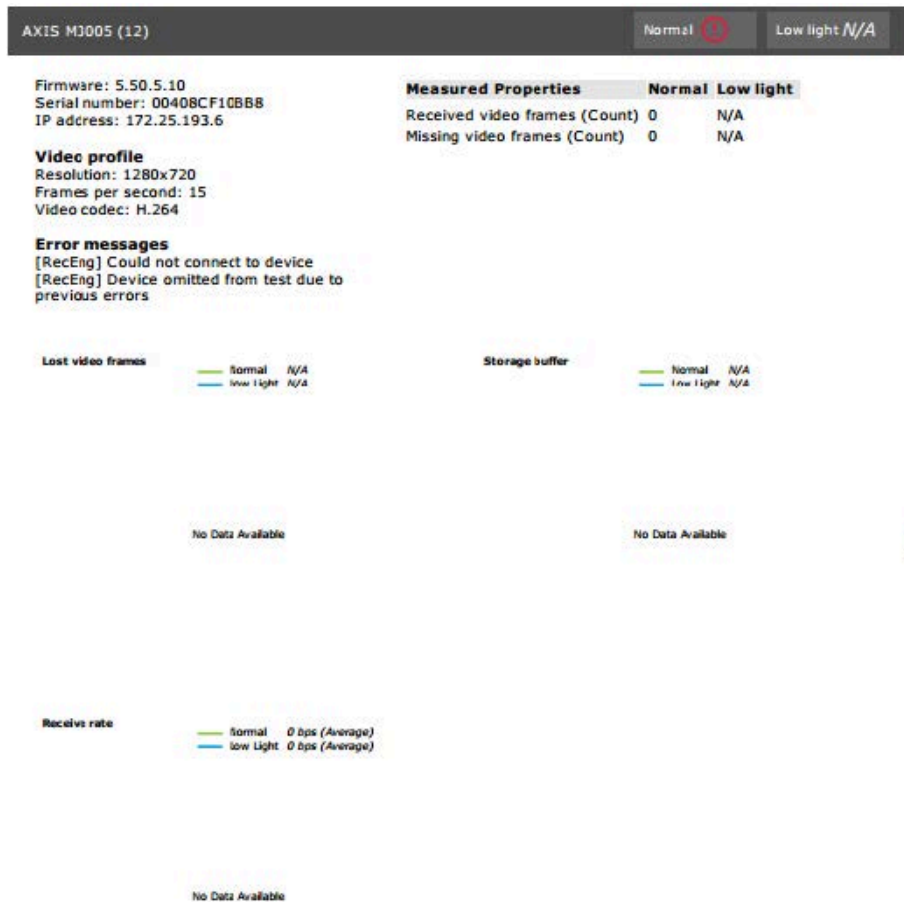 AXIS M3005 (12)
Normal
Low light N/A
Firmware: 5.50.5.10
Serial number: 00408CF10BB8
IP address: 172.25.193.6
Video profile
Resolution: 1280x720
Frames per second: 15
Video codec: H.264
Error messages
[RecEng] Could not connect to device
[RecEng] Device omitted from test due to
previous errors
Measured Properties Normal Low light
Received video frames (Count) 0 N/A
Missing video frames (Count) 0 N/A
Lost video frames
Normal N/A
Low Light N/A
No Data Available
Storage buffer
Normal N/A
Low Light N/A
No Data Available
Receive rate
Normal 0 bps (Average)
Low Light 0 bps (Average)
No Data Available